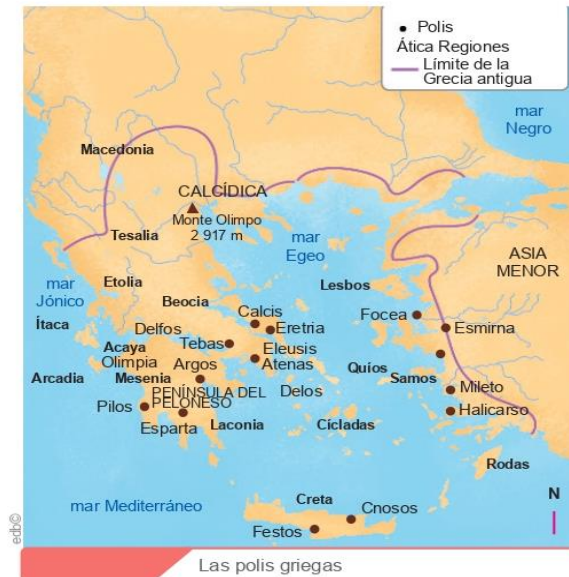 Polis
Ática Regiones
Límite de la
Grecia antigua
mar
Negro
Macedonia
CALCÍDICA
Monte Olimpo
2 917 m
Tesalia
mar
Egeo
ASIA
MENOR
mar
Jónico
Etolia
Lesbos
Beocia
Focea
Ítaca
Calcis
Delfos
Eretria
Esmirna
Tebas
Acaya
Eleusis
Olimpia
Atenas
Argos
Quíos
Arcadia
Mesenia
Samos
PENÍNSULA DEL
PELONESO
Delos
Mileto
Pilos
Halicarso
Esparta
Laconia
Cícladas
Rodas
mar Mediterráneo
Creta
N
Cnosos
Festos
edb©
Las polis griegas